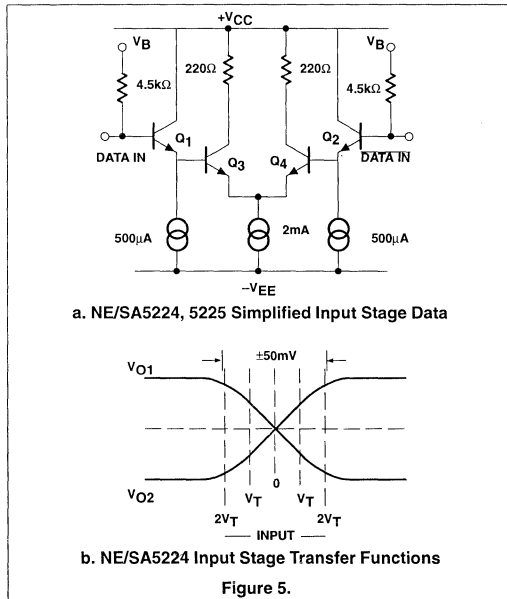 +VCC
VB
VB
220Ω
220Ω
4.5kΩ
4.5kΩ
Q1
Q2
DATA IN
DATA IN
Q3
Q4
500μA
2mA
500μA
–VEE
a. NE/SA5224, 5225 Simplified Input Stage Data
±50mV
VO1
VO2
0
VT
VT
2VT
2VT
INPUT
b. NE/SA5224 Input Stage Transfer Functions
Figure 5.